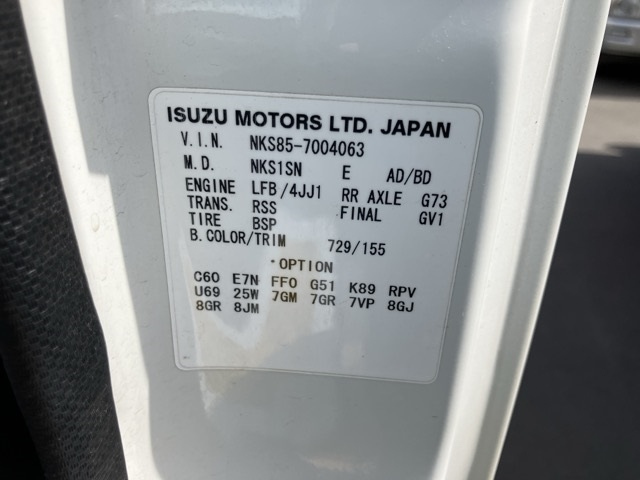 ISUZU MOTORS LTD. JAPAN
V.I.N. NKS85-7004063
M.D. NKS1SN E AD/BD
ENGINE LFB/4JJ1 RR AXLE G73
TRANS. RSS FINAL GV1
TIRE BSP
B.COLOR/TRIM 729/155
*OPTION
C60 E7N FFO G51 K89 RPV
U69 25W 7GM 7GR 7VP 8GJ
8GR 8JM